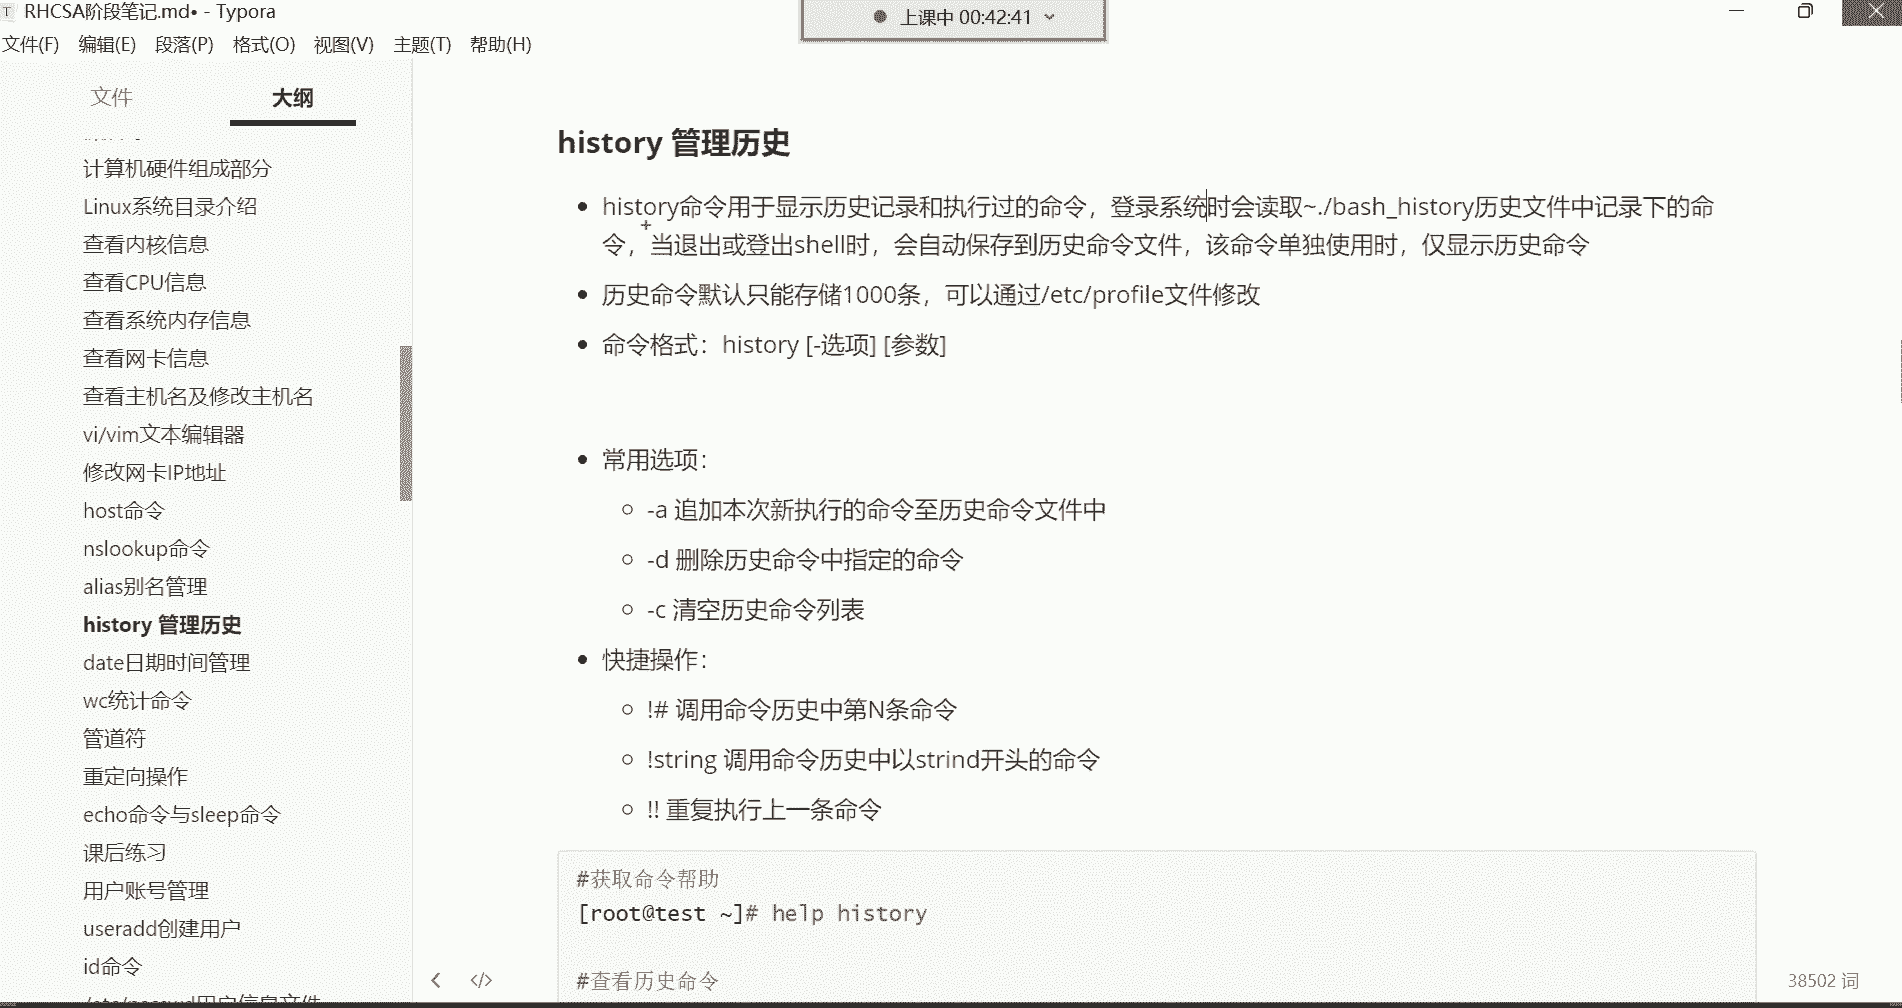 RHCSA阶段笔记.md• - Typora
上课中 00:42:41
文件(F) 编辑(E) 段落(P) 格式(O) 视图(V) 主题(T) 帮助(H)
文件 大纲
计算机硬件组成部分
Linux系统目录介绍
查看内核信息
查看CPU信息
查看系统内存信息
查看网卡信息
查看主机名及修改主机名
vi/vim文本编辑器
修改网卡IP地址
host命令
nslookup命令
alias别名管理
history 管理历史
date日期时间管理
wc统计命令
管道符
重定向操作
echo命令与sleep命令
课后练习
用户账号管理
useradd创建用户
id命令
/etc/passwd用户信息文件
history 管理历史
history命令用于显示历史记录和执行过的命令，登录系统时会读取~./bash_history历史文件中记录下的命
令，当退出或登出shell时，会自动保存到历史命令文件，该命令单独使用时，仅显示历史命令
历史命令默认只能存储1000条，可以通过/etc/profile文件修改
命令格式：history [-选项] [参数]
常用选项：
-a 追加本次新执行的命令至历史命令文件中
-d 删除历史命令中指定的命令
-c 清空历史命令列表
快捷操作：
!# 调用命令历史中第N条命令
!string 调用命令历史中以strind开头的命令
!! 重复执行上一条命令
#获取命令帮助
[root@test ~]# help history
#查看历史命令
38502 词